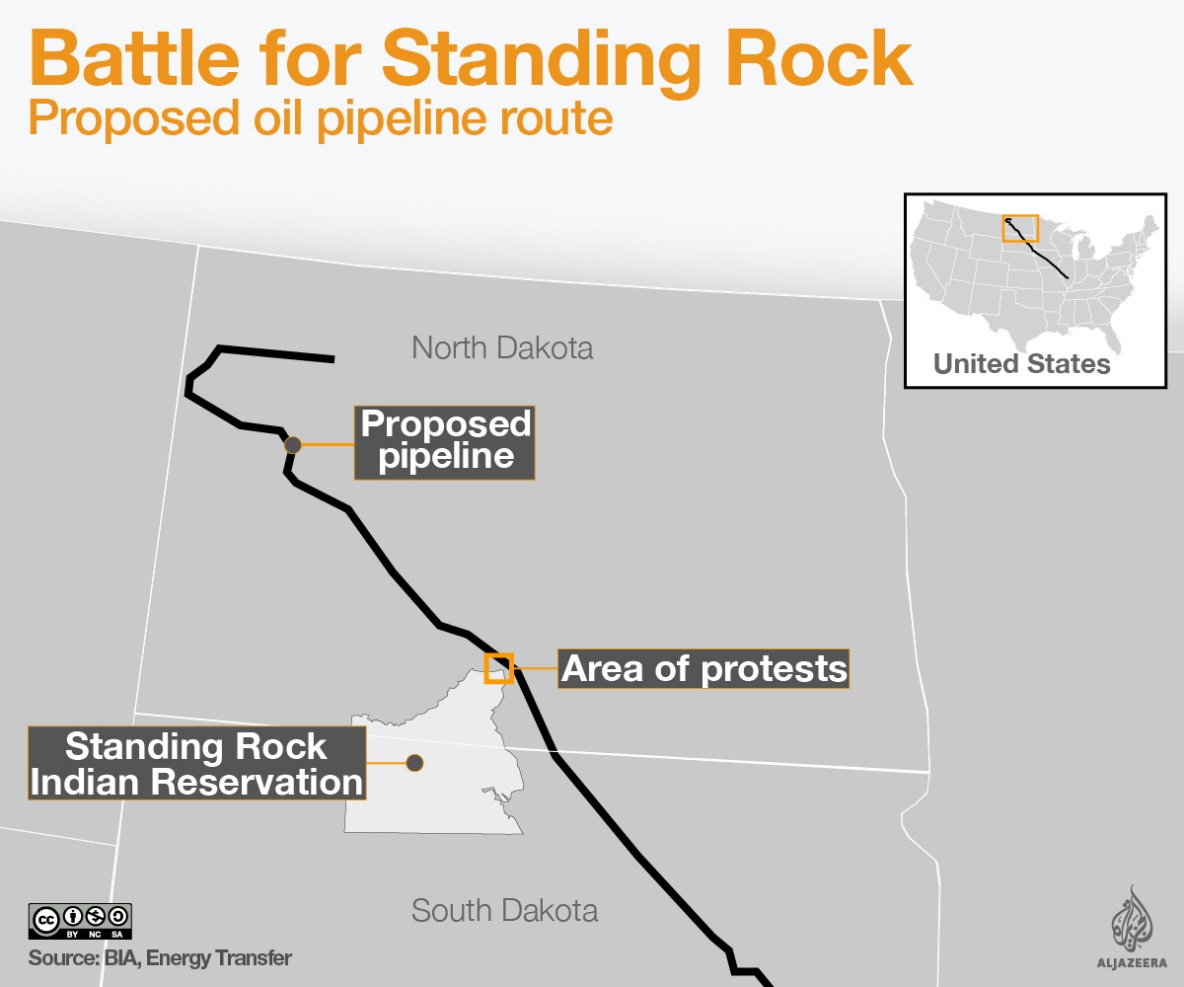 Battle for Standing Rock
Proposed oil pipeline route
United States
North Dakota
Proposed
pipeline
Area of protests
Standing Rock
Indian Reservation
South Dakota
cc
BY NC SA
Source: BIA, Energy Transfer
ALJAZEERA